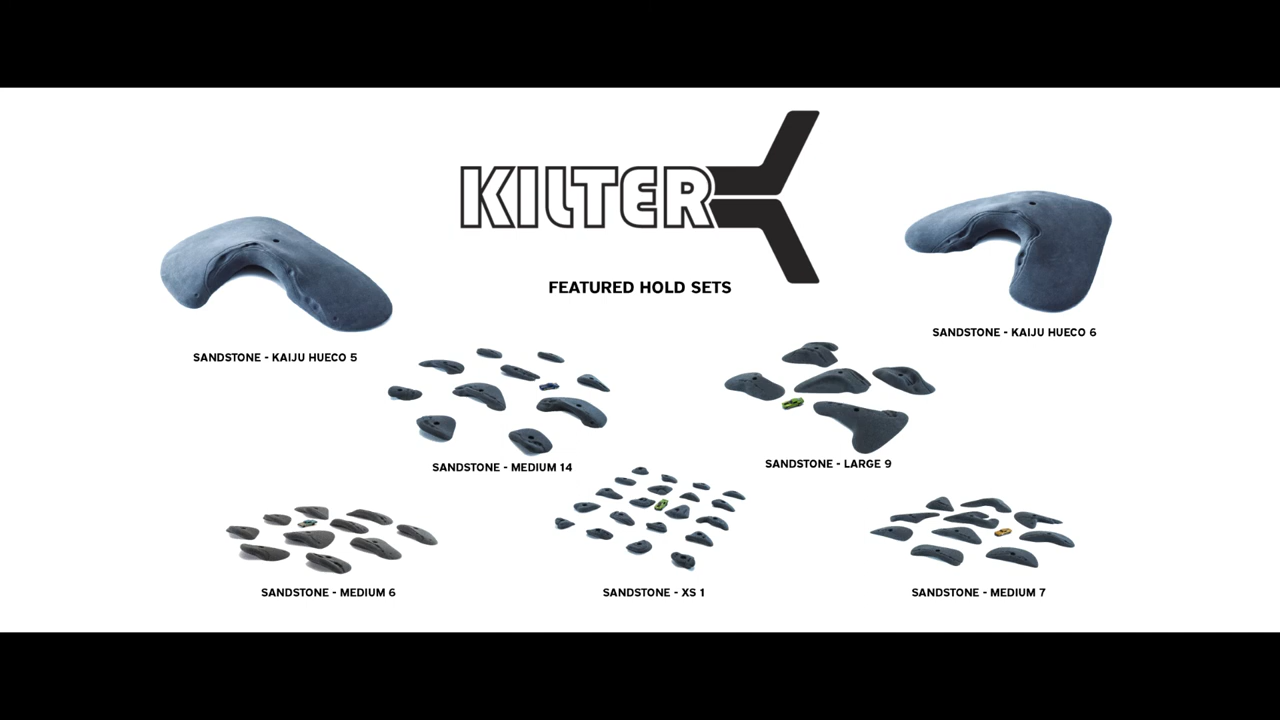 KILTER
FEATURED HOLD SETS
SANDSTONE - KAIJU HUECO 5
SANDSTONE - KAIJU HUECO 6
SANDSTONE - MEDIUM 14
SANDSTONE - LARGE 9
SANDSTONE - MEDIUM 6
SANDSTONE - XS 1
SANDSTONE - MEDIUM 7